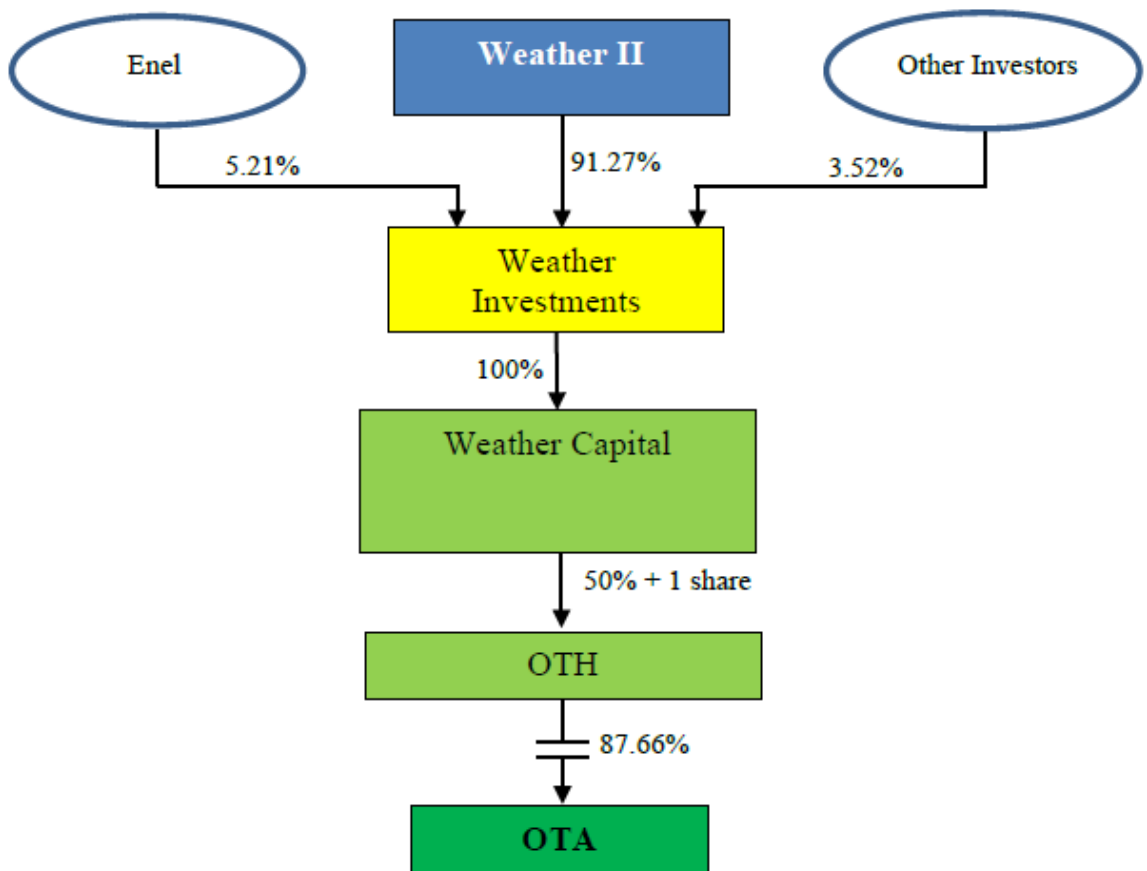 Enel
Weather II
Other Investors
5.21%
91.27%
3.52%
Weather
Investments
100%
Weather Capital
50% + 1 share
OTH
87.66%
OTA